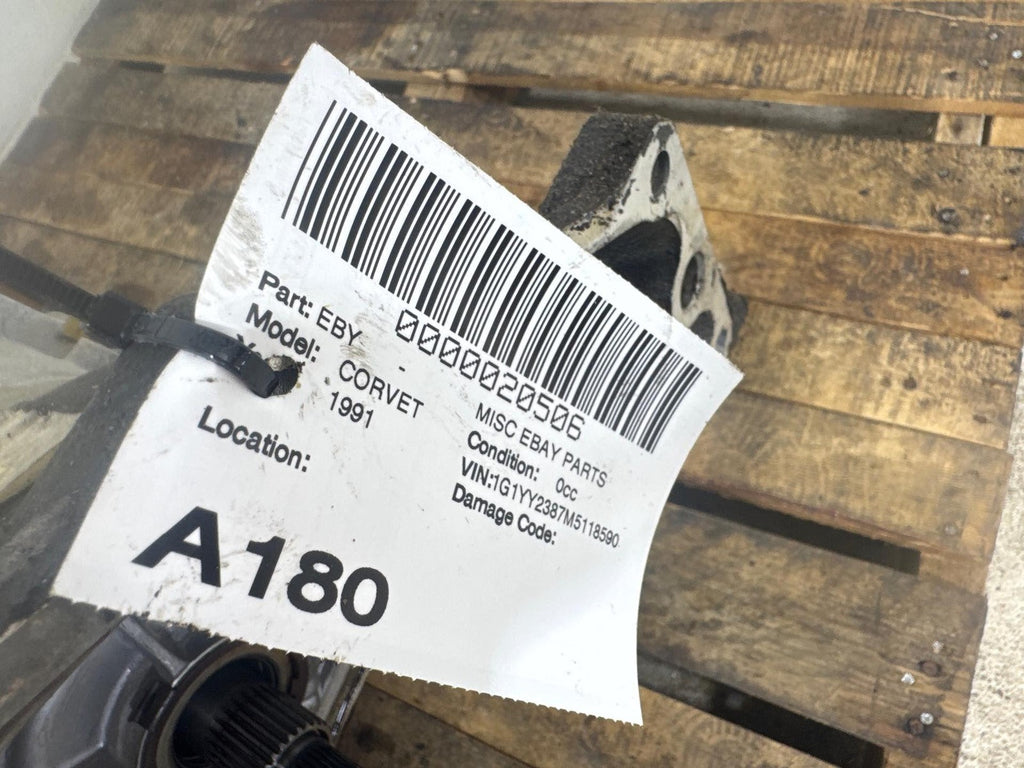 0000020506
Part: EBY - MISC EBAY PARTS
Model: CORVET Condition: 0cc
1991 VIN:1G1YY2387M5118590
Location: Damage Code:
A180